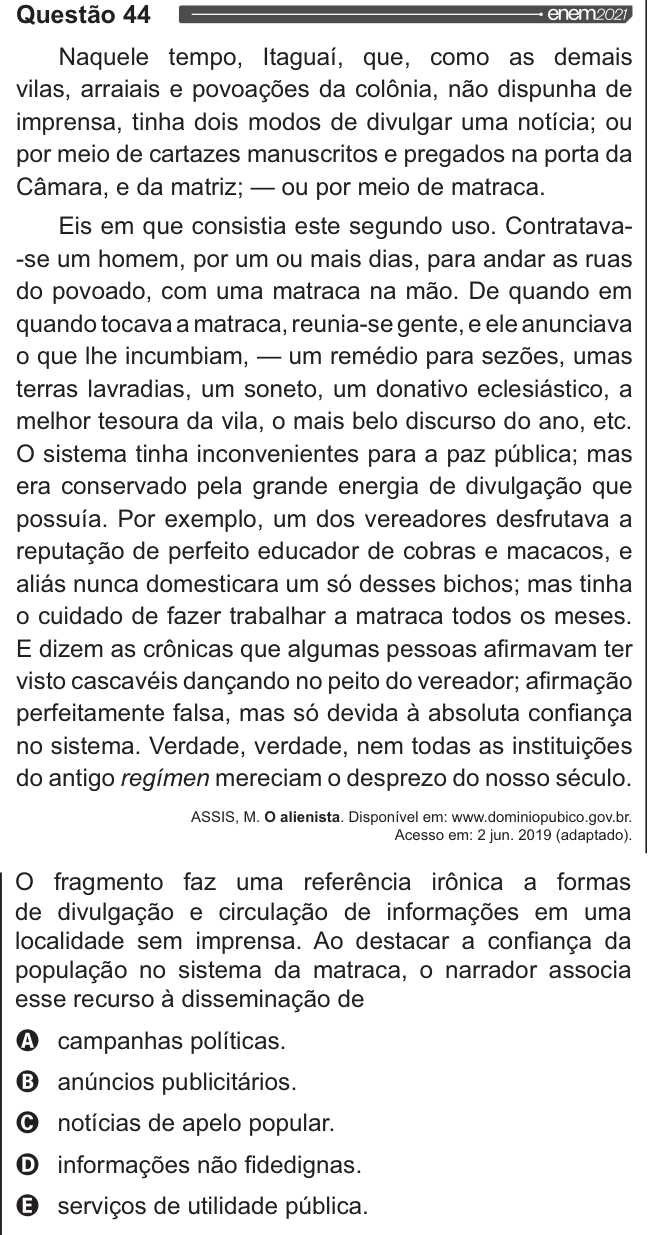 Questão 44
enem2021
Naquele tempo, Itaguaí, que, como as demais
vilas, arraiais e povoações da colônia, não dispunha de
imprensa, tinha dois modos de divulgar uma notícia; ou
por meio de cartazes manuscritos e pregados na porta da
Câmara, e da matriz; — ou por meio de matraca.
Eis em que consistia este segundo uso. Contratava-
-se um homem, por um ou mais dias, para andar as ruas
do povoado, com uma matraca na mão. De quando em
quando tocava a matraca, reunia-se gente, e ele anunciava
o que lhe incumbiam, — um remédio para sezões, umas
terras lavradias, um soneto, um donativo eclesiástico, a
melhor tesoura da vila, o mais belo discurso do ano, etc.
O sistema tinha inconvenientes para a paz pública; mas
era conservado pela grande energia de divulgação que
possuía. Por exemplo, um dos vereadores desfrutava a
reputação de perfeito educador de cobras e macacos, e
aliás nunca domesticara um só desses bichos; mas tinha
o cuidado de fazer trabalhar a matraca todos os meses.
E dizem as crônicas que algumas pessoas afirmavam ter
visto cascavéis dançando no peito do vereador; afirmação
perfeitamente falsa, mas só devida à absoluta confiança
no sistema. Verdade, verdade, nem todas as instituições
do antigo regímen mereciam o desprezo do nosso século.
ASSIS, M. O alienista. Disponível em: www.dominiopubico.gov.br.
Acesso em: 2 jun. 2019 (adaptado).
O fragmento faz uma referência irônica a formas
de divulgação e circulação de informações em uma
localidade sem imprensa. Ao destacar a confiança da
população no sistema da matraca, o narrador associa
esse recurso à disseminação de
A campanhas políticas.
B anúncios publicitários.
C notícias de apelo popular.
D informações não fidedignas.
E serviços de utilidade pública.